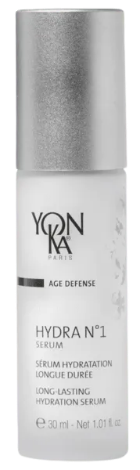 YON
KA
PARIS
AGE DEFENSE
HYDRA N°1
SERUM
SÉRUM HYDRATATION
LONGUE DURÉE
LONG-LASTING
HYDRATION SERUM
e 30 ml - Net 1.01 fl.oz